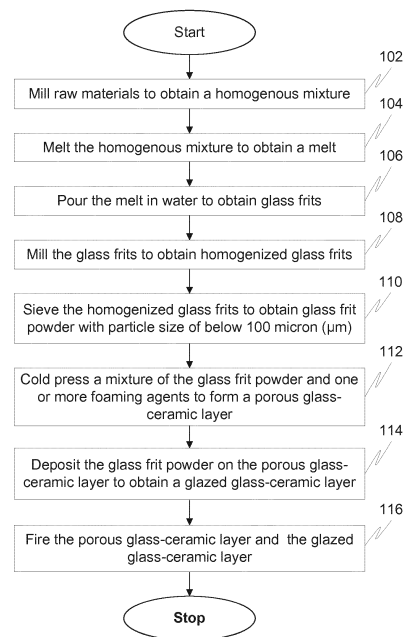 Start
102
Mill raw materials to obtain a homogenous mixture
104
Melt the homogenous mixture to obtain a melt
106
Pour the melt in water to obtain glass frits
108
Mill the glass frits to obtain homogenized glass frits
110
Sieve the homogenized glass frits to obtain glass frit
powder with particle size of below 100 micron (µm)
112
Cold press a mixture of the glass frit powder and one
or more foaming agents to form a porous glass-
ceramic layer
114
Deposit the glass frit powder on the porous glass-
ceramic layer to obtain a glazed glass-ceramic layer
116
Fire the porous glass-ceramic layer and the glazed
glass-ceramic layer
Stop